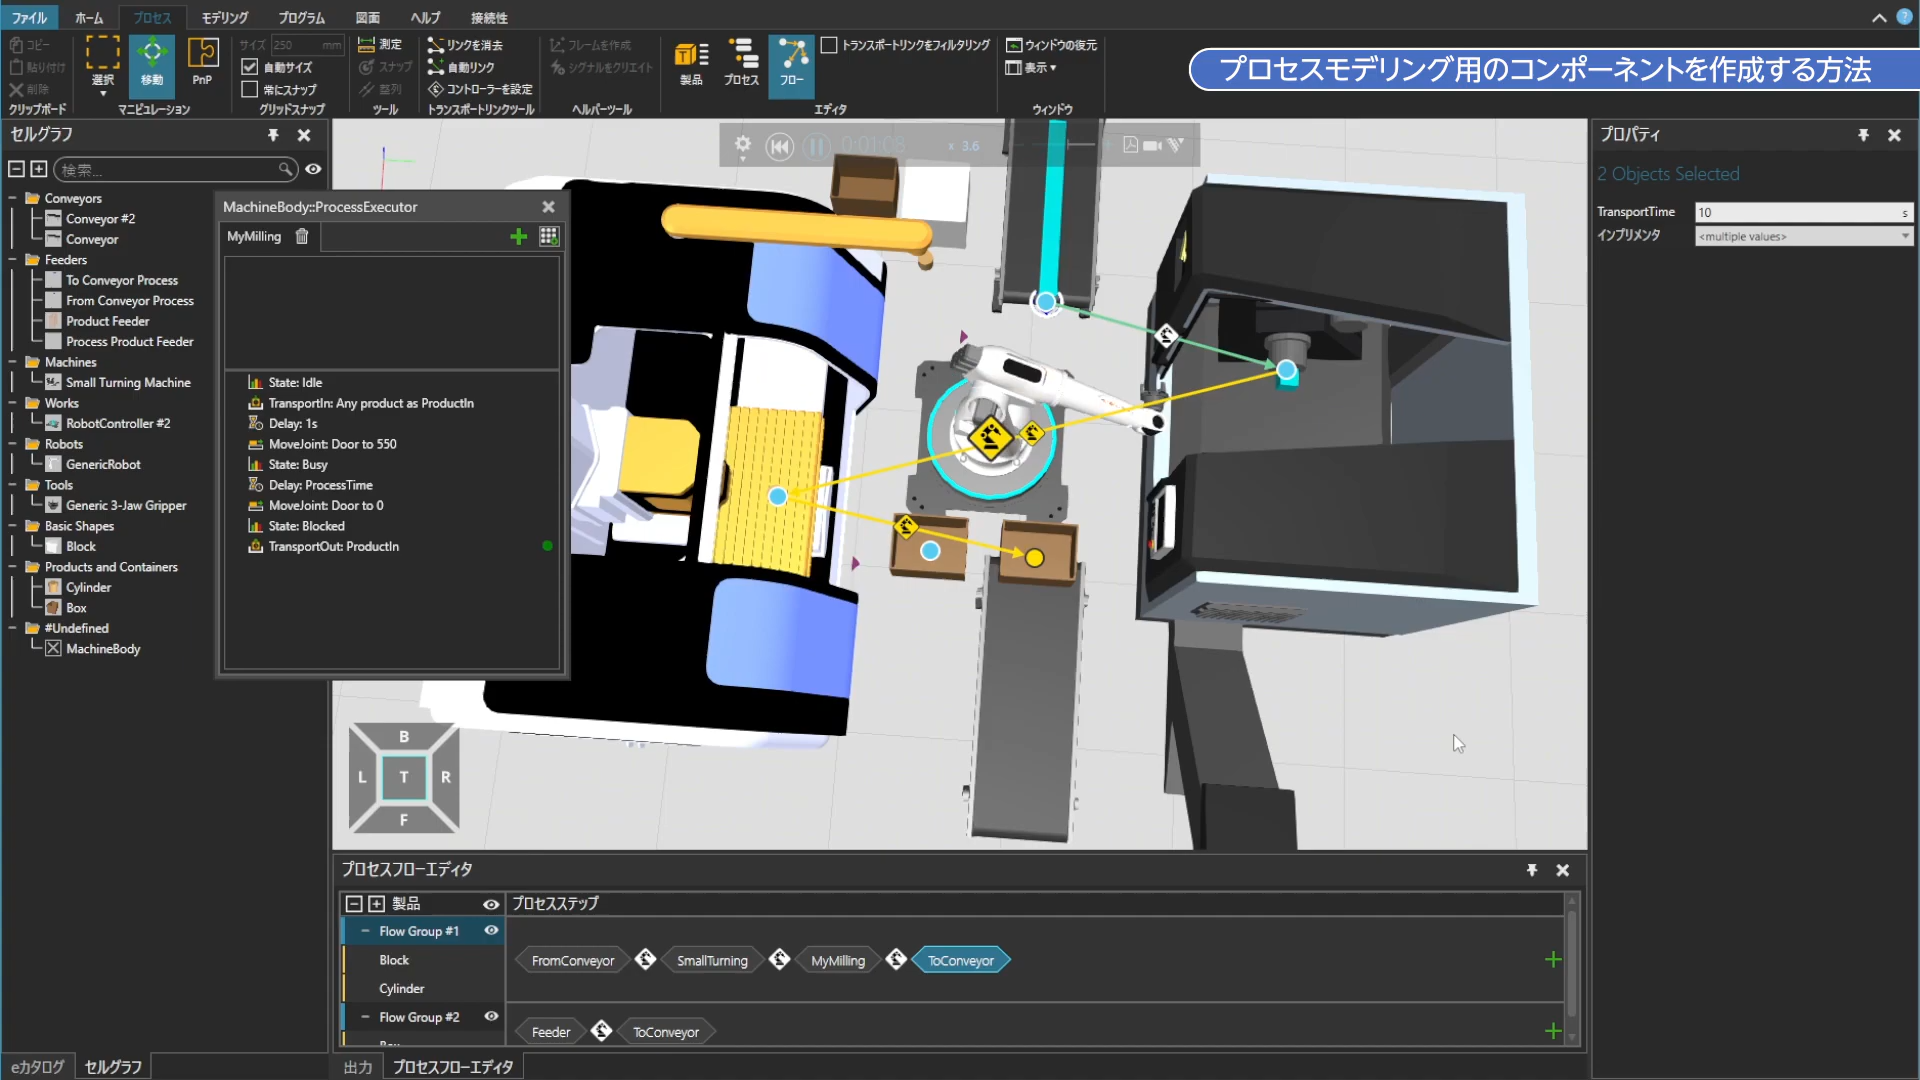 ファイル ホーム プロセス モデリング プログラム 図面 ヘルプ 接続性
コピー
貼り付け
削除
クリップボード
選択
移動
PnP
マニピュレーション
サイズ 250 mm
自動サイズ
常にスナップ
グリッドスナップ
測定
スナップ
整列
ツール
リンクを消去
自動リンク
コントローラーを設定
トランスポートリンクツール
フレームを作成
シグナルをクリエイト
ヘルパーツール
製品
プロセス
フロー
トランスポートリンクをフィルタリング
エディタ
ウィンドウの復元
表示
ウィンドウ
プロセスモデリング用のコンポーネントを作成する方法
セルグラフ
検索...
Conveyors
Conveyor #2
Conveyor
Feeders
To Conveyor Process
From Conveyor Process
Product Feeder
Process Product Feeder
Machines
Small Turning Machine
Works
RobotController #2
Robots
GenericRobot
Tools
Generic 3-Jaw Gripper
Basic Shapes
Block
Products and Containers
Cylinder
Box
#Undefined
MachineBody
MachineBody::ProcessExecutor
MyMilling
State: Idle
TransportIn: Any product as ProductIn
Delay: 1s
MoveJoint: Door to 550
State: Busy
Delay: ProcessTime
MoveJoint: Door to 0
State: Blocked
TransportOut: ProductIn
0:01:08
x 3.6
B
L T R
F
プロパティ
2 Objects Selected
TransportTime 10 s
インプリメンタ <multiple values>
プロセスフローエディタ
製品 プロセスステップ
Flow Group #1
Block
Cylinder
FromConveyor SmallTurning MyMilling ToConveyor
Flow Group #2
Box
Feeder ToConveyor
eカタログ セルグラフ 出力 プロセスフローエディタ